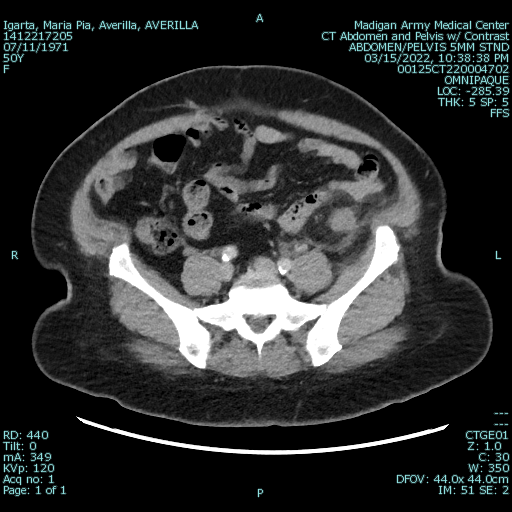 Igarta, Maria Pia, Averilla, AVERILLA
1412217205
07/11/1971
50Y
F
A
Madigan Army Medical Center
CT Abdomen and Pelvis w/ Contrast
ABDOMEN/PELVIS 5MM STND
03/15/2022, 10:38:38 PM
00125CT220004702
OMNIPAQUE
LOC: -285.39
THK: 5 SP: 5
FFS
R
L
RD: 440
Tilt: 0
mA: 349
KVp: 120
Acq no: 1
Page: 1 of 1
P
---
---
CTGE01
Z: 1.0
C: 30
W: 350
DFOV: 44.0x 44.0cm
IM: 51 SE: 2